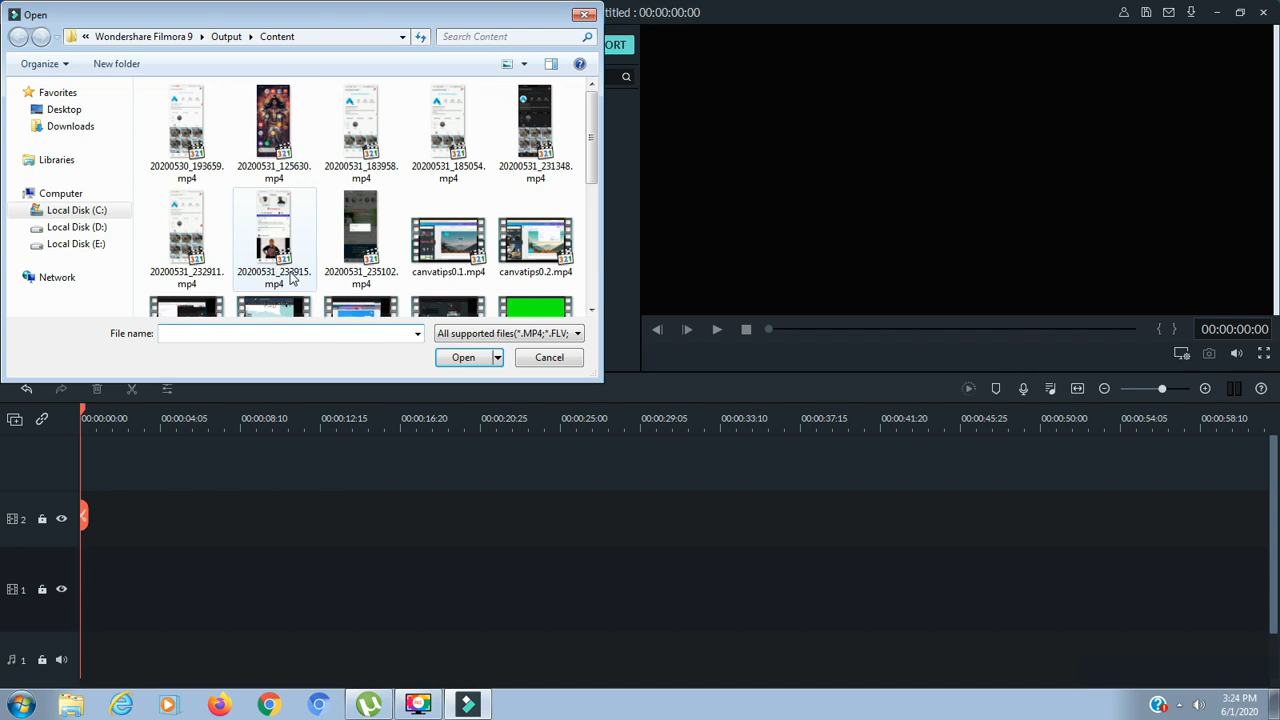 Open
ntitled : 00:00:00:00
Wondershare Filmora 9
Output
Content
Search Content
ORT
Organize
New folder
Favorites
Desktop
Downloads
Libraries
Computer
Local Disk (C:)
Local Disk (D:)
Local Disk (E:)
Network
20200530_193659.
mp4
20200531_125630.
mp4
20200531_183958.
mp4
20200531_185054.
mp4
20200531_231348.
mp4
20200531_232911.
mp4
mp4
20200531_235102.
mp4
canvatips0.1.mp4
canvatips0.2.mp4
File name:
All supported files(*.MP4;*.FLV;
Open
Cancel
00:00:00:00
00:00:00:00
00:00:04:05
00:00:08:10
00:00:12:15
00:00:16:20
00:00:20:25
00:00:25:00
00:00:29:05
00:00:33:10
00:00:37:15
00:00:41:20
00:00:45:25
00:00:50:00
00:00:54:05
00:00:58:10
2
1
1
3:24 PM
6/1/2020